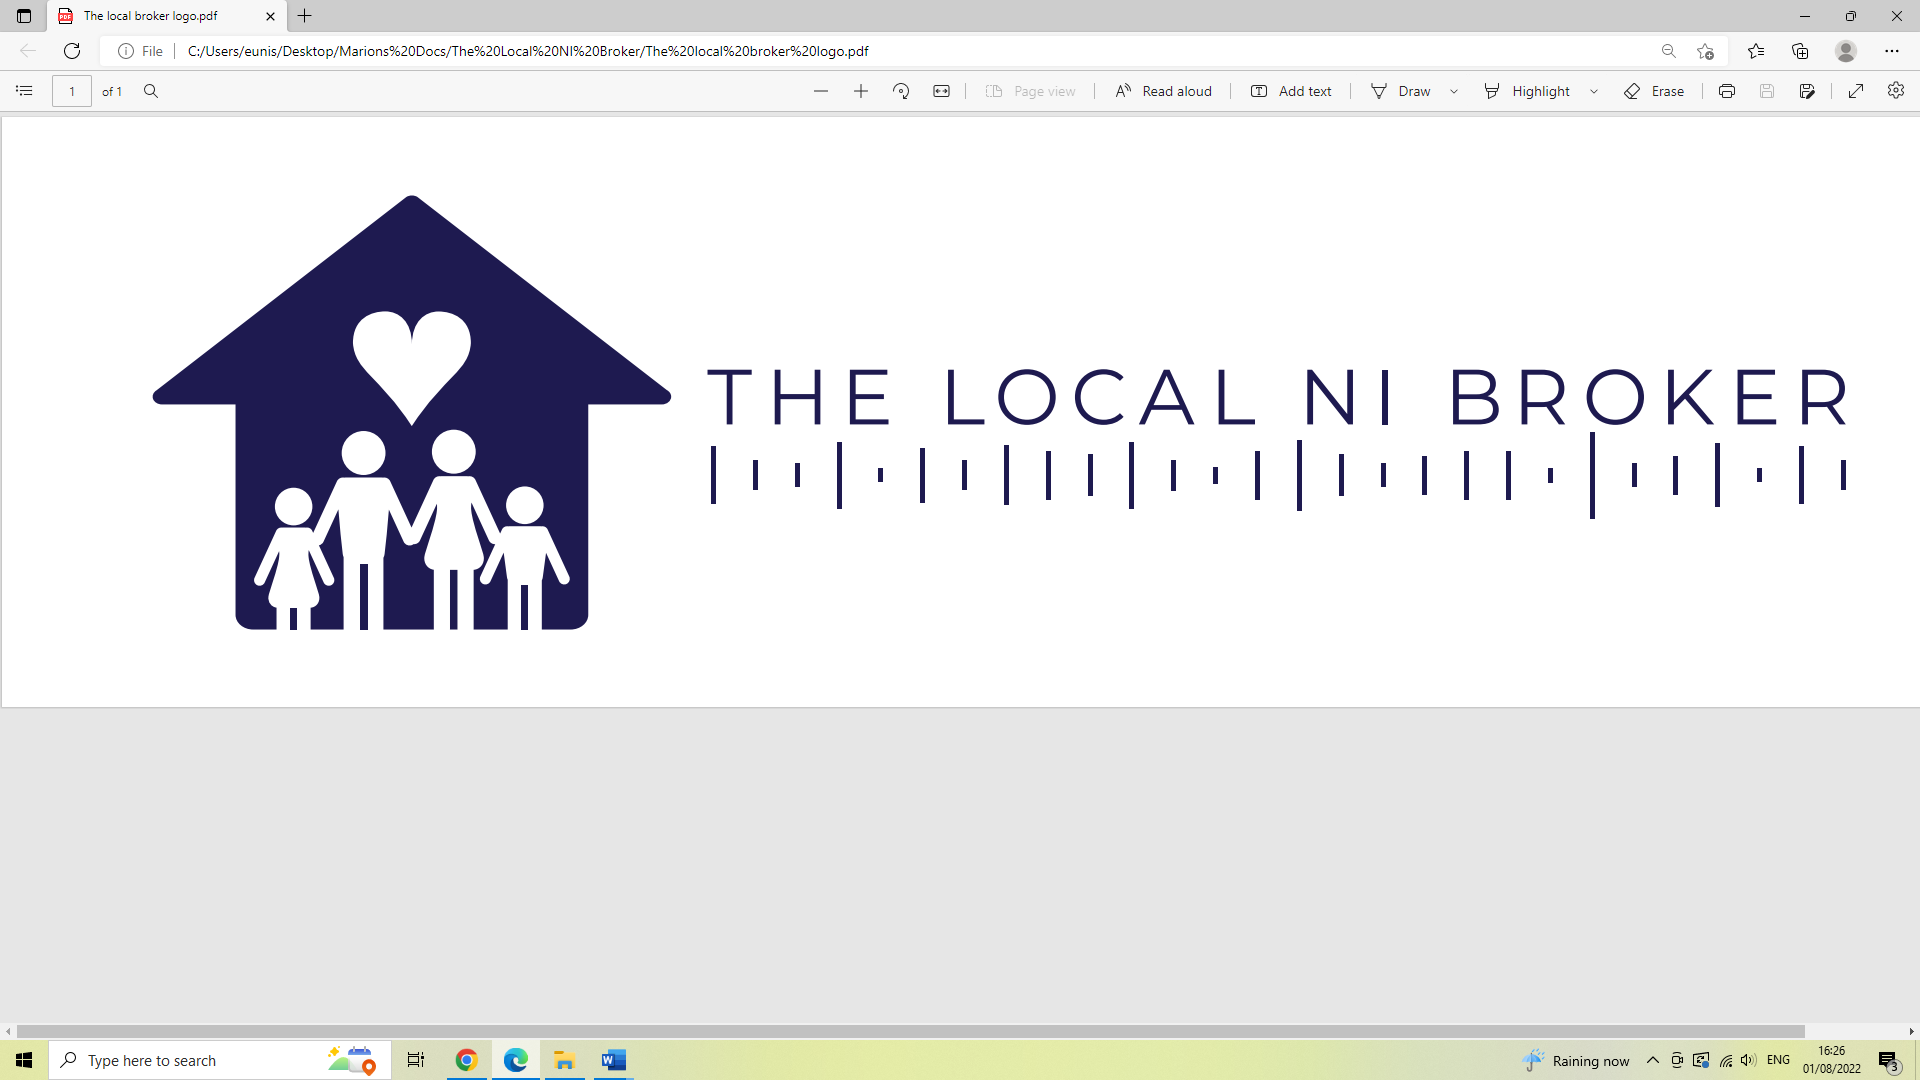 The local broker logo.pdf
File
C:/Users/eunis/Desktop/Marions%20Docs/The%20Local%20NI%20Broker/The%20local%20broker%20logo.pdf
1 of 1
Page view
Read aloud
Add text
Draw
Highlight
Erase
THE LOCAL NI BROKER
Type here to search
Raining now
ENG
16:26
01/08/2022
3